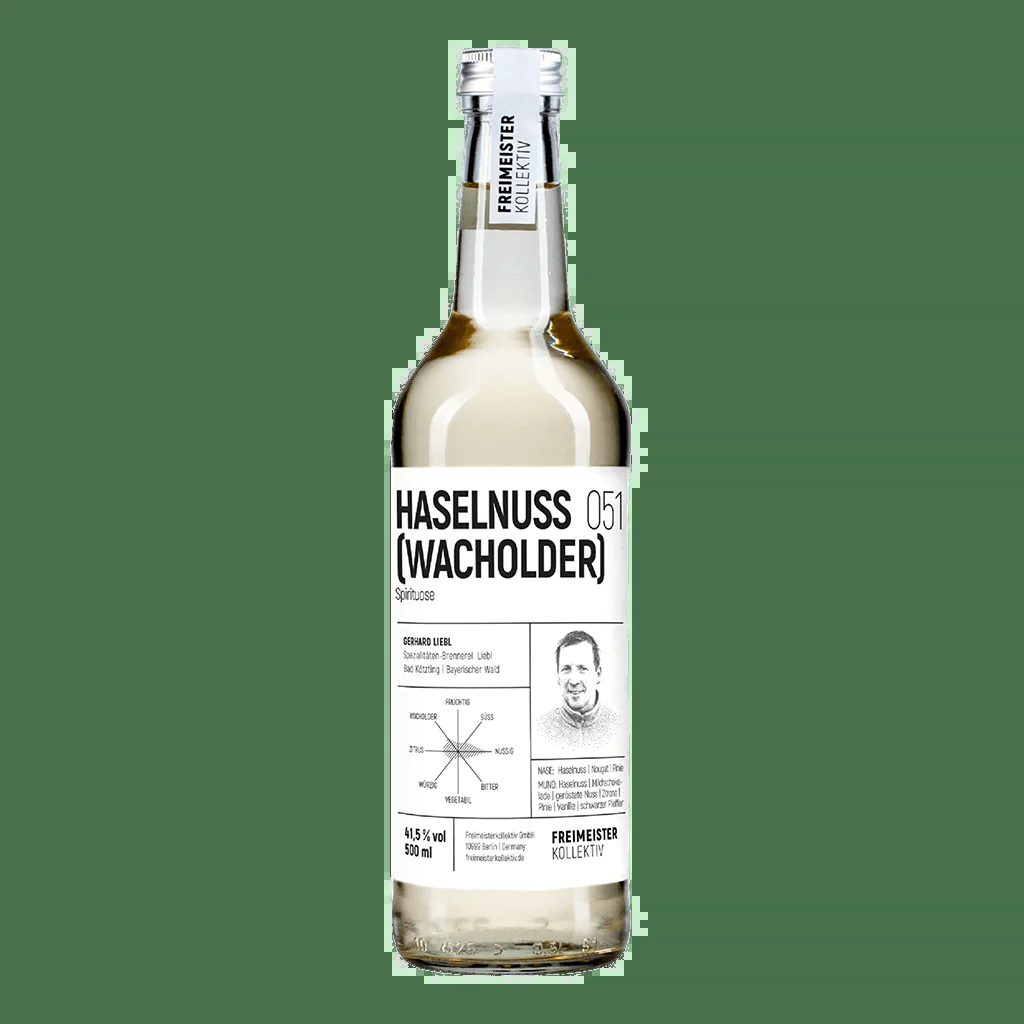 FREIMEISTER
KOLLEKTIV
HASELNUSS 051
(WACHOLDER)
Spirituose
GERHARD LIEBL
Spezialitäten-Brennerei Liebl
Bad Kötzting | Bayerischer Wald
FRUCHTIG
WACHOLDER
SÜSS
ZITRUS
NUSSIG
WÜRZIG
BITTER
VEGETABIL
NASE: Haselnuss | Nougat | Pinie
MUND: Haselnuss | Milchschoko-
lade | geröstete Nuss | Zitrone |
Pinie | Vanille | schwarzer Pfeffer
41,5 % vol
500 ml
Freimeisterkollektiv GmbH
10999 Berlin | Germany
freimeisterkollektiv.de
FREIMEISTER
KOLLEKTIV